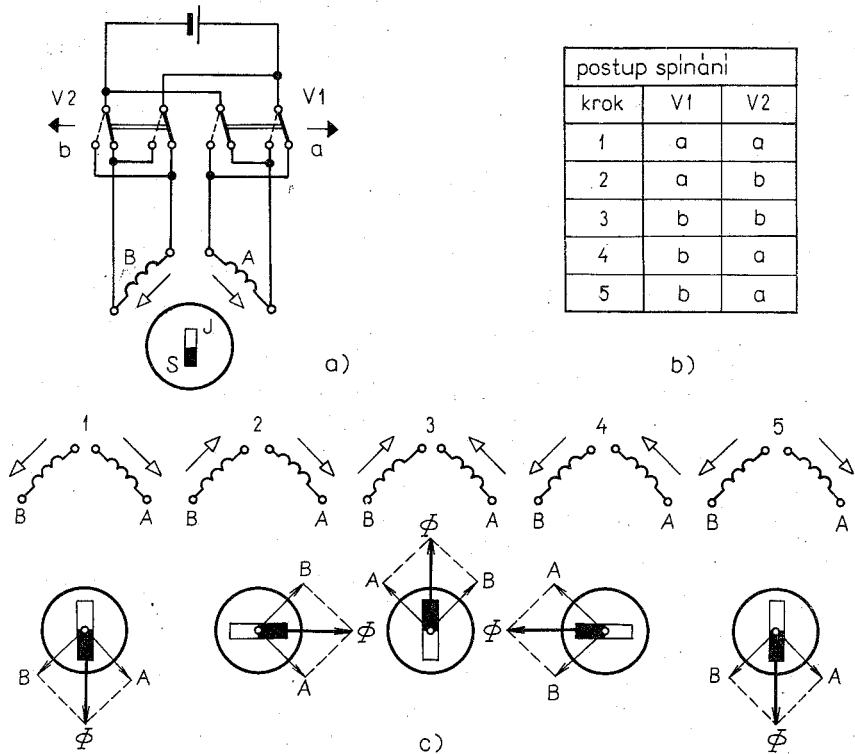 V2
V1
b
a
B
A
J
S
a)
postup spínání
krok V1 V2
1 a a
2 a b
3 b b
4 b a
5 b a
b)
1 2 3 4 5
B A B A B A B A B A
Φ
B A Φ
A B
A
B A Φ
Φ B
B A
Φ
c)